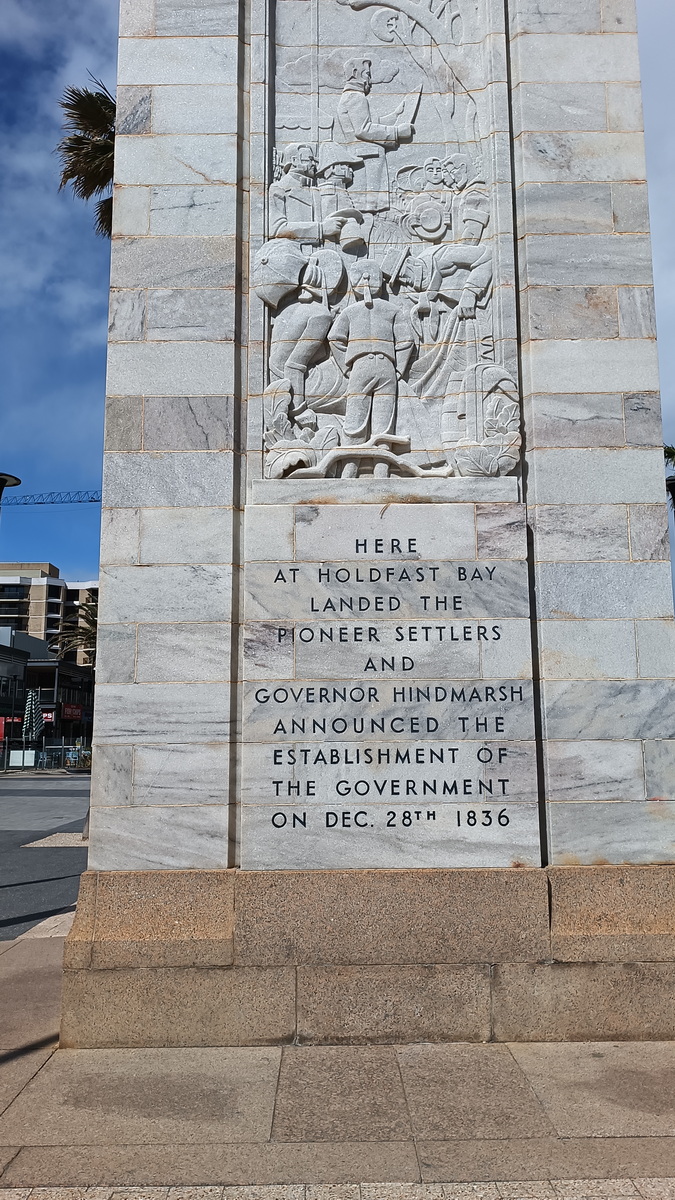 HERE
AT HOLDFAST BAY
LANDED THE
PIONEER SETTLERS
AND
GOVERNOR HINDMARSH
ANNOUNCED THE
ESTABLISHMENT OF
THE GOVERNMENT
ON DEC. 28TH 1836